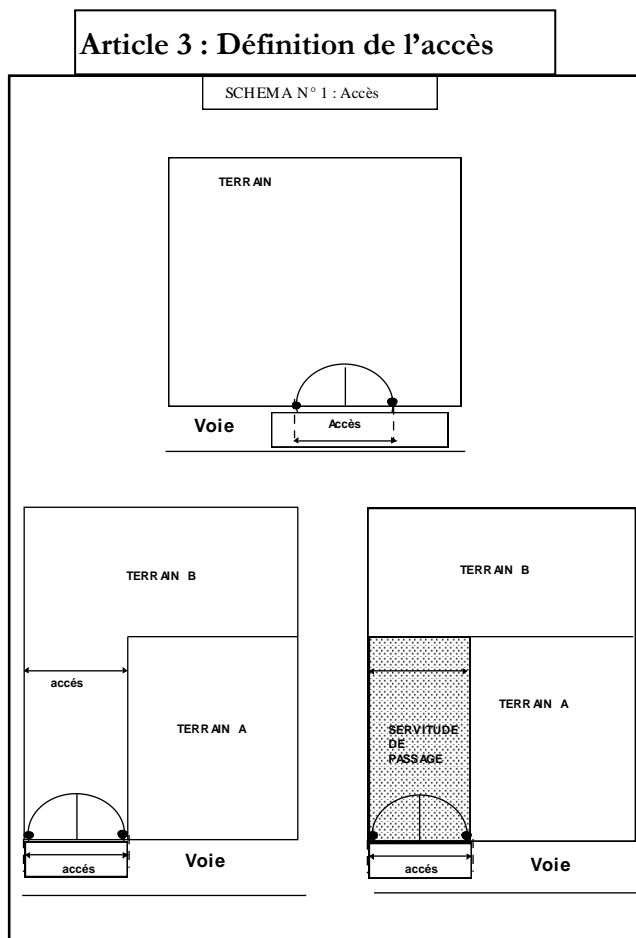 Article 3 : Définition de l'accès
SCHEMA N° 1 : Accès
TERRAIN
Voie
Accès
TERRAIN B
accés
TERRAIN A
accés
Voie
TERRAIN B
TERRAIN A
SERVITUDE
DE
PASSAGE
accés
Voie